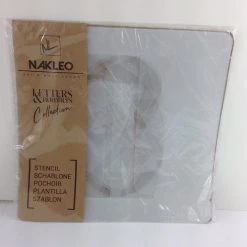 NAKLEO
LETTERS
& NUMBERS
Collection
STENCIL
SCHABLONE
POCHOIR
PLANTILLA
SZABLON